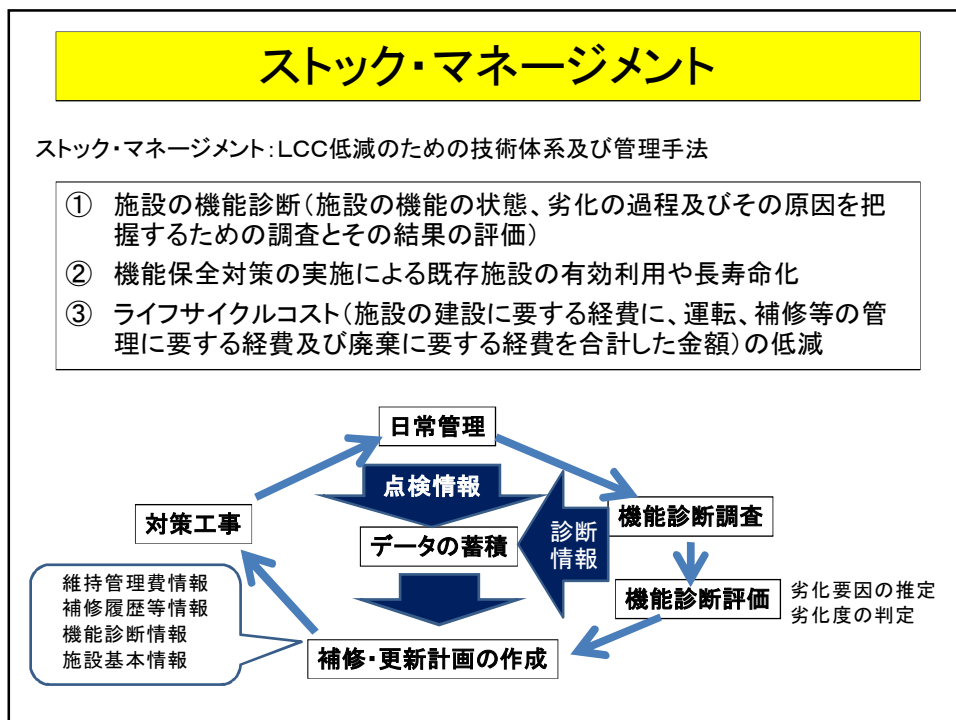 ストック・マネージメント
ストック・マネージメント：LCC低減のための技術体系及び管理手法
① 施設の機能診断（施設の機能の状態、劣化の過程及びその原因を把
握するための調査とその結果の評価）
② 機能保全対策の実施による既存施設の有効利用や長寿命化
③ ライフサイクルコスト（施設の建設に要する経費に、運転、補修等の管
理に要する経費及び廃棄に要する経費を合計した金額）の低減
日常管理
点検情報
対策工事
データの蓄積
診断
情報
機能診断調査
機能診断評価
劣化要因の推定
劣化度の判定
維持管理費情報
補修履歴等情報
機能診断情報
施設基本情報
補修・更新計画の作成